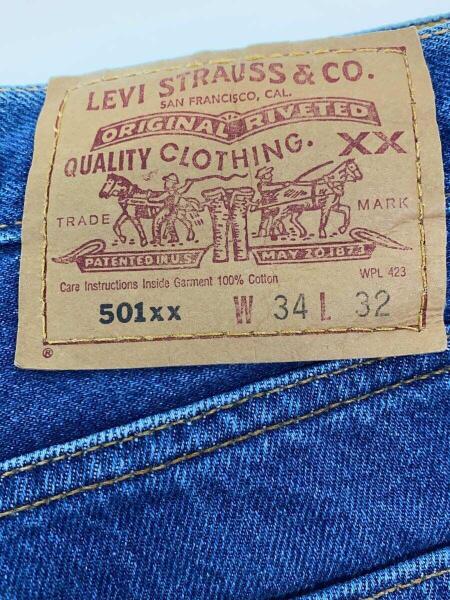 LEVI STRAUSS & CO.
SAN FRANCISCO, CAL.
ORIGINAL RIVETED
QUALITY CLOTHING. XX
TRADE MARK
PATENTED IN U.S. MAY 20, 1873
Care Instructions Inside Garment 100% Cotton WPL 423
501xx W 34 L 32
®